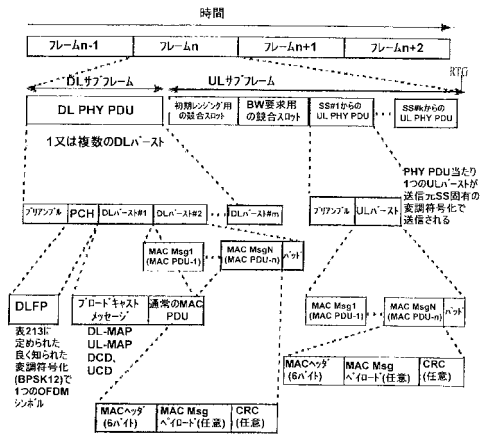 時間
フレームn-1 フレームn フレームn+1 フレームn+2
RTG
DLサブフレーム ULサブフレーム
DL PHY PDU
初期レンジング用の競合スロット
BW要求用の競合スロット
SS#1からのUL PHY PDU
SS#kからのUL PHY PDU
1又は複数のDLバースト
PHY PDU当たり
1つのULバーストが
送信元SS固有の
変調符号化で
送信される
プリアンブル PCH DLバースト#1 DLバースト#2 DLバースト#m
プリアンブル ULバースト
MAC Msg1
(MAC PDU-1)
MAC MsgN
(MAC PDU-n)
パッド
DLFP
ブロードキャスト
メッセージ
通常のMAC
PDU
MAC Msg1
(MAC PDU-1)
MAC MsgN
(MAC PDU-n)
パッド
表213に
定められた
良く知られた
変調符号化
(BPSK12)で
1つのOFDM
シンボル
DL-MAP
UL-MAP
DCD、
UCD
MACヘッダ
(6バイト)
MAC Msg
ペイロード(任意)
CRC
(任意)
MACヘッダ
(6バイト)
MAC Msg
ペイロード(任意)
CRC
(任意)